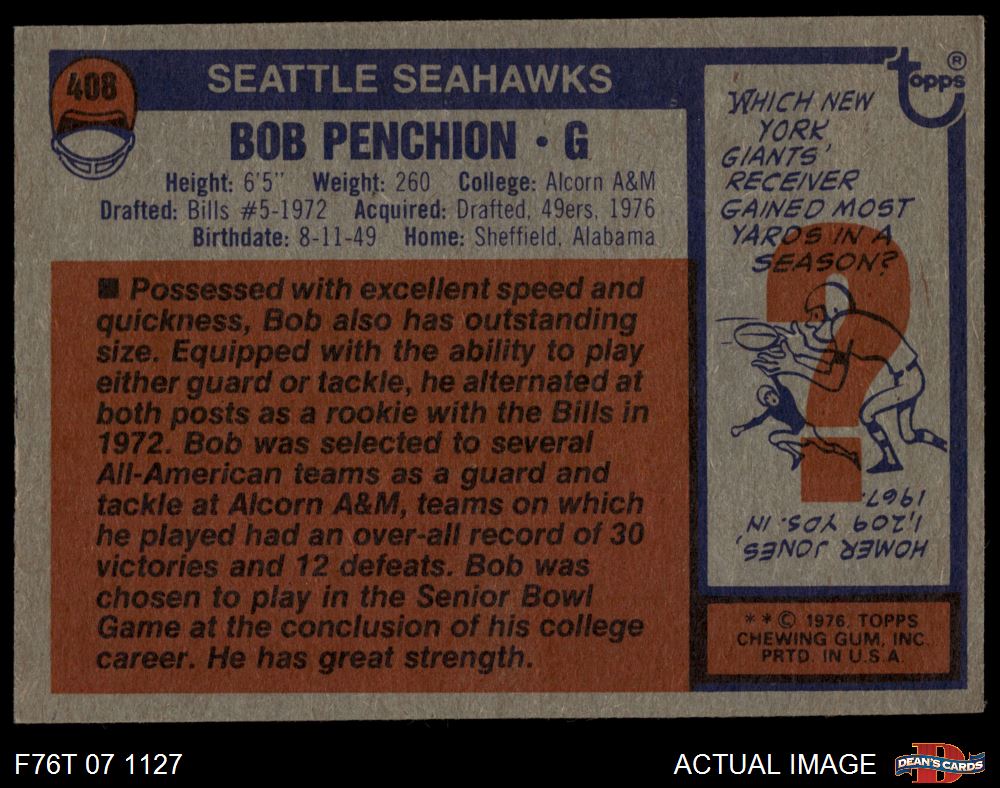 408
SEATTLE SEAHAWKS
BOB PENCHION • G
Height: 6'5" Weight: 260 College: Alcorn A&M
Drafted: Bills #5-1972 Acquired: Drafted, 49ers, 1976
Birthdate: 8-11-49 Home: Sheffield, Alabama
■ Possessed with excellent speed and
quickness, Bob also has outstanding
size. Equipped with the ability to play
either guard or tackle, he alternated at
both posts as a rookie with the Bills in
1972. Bob was selected to several
All-American teams as a guard and
tackle at Alcorn A&M, teams on which
he played had an over-all record of 30
victories and 12 defeats. Bob was
chosen to play in the Senior Bowl
Game at the conclusion of his college
career. He has great strength.
topps®
WHICH NEW
YORK
GIANTS'
RECEIVER
GAINED MOST
YARDS IN A
SEASON?
?
HOMER JONES,
1,209 YDS. IN
1967.
* * © 1976. TOPPS
CHEWING GUM, INC.
PRTD. IN U.S.A.
F76T 07 1127
ACTUAL IMAGE
DEAN'S CARDS